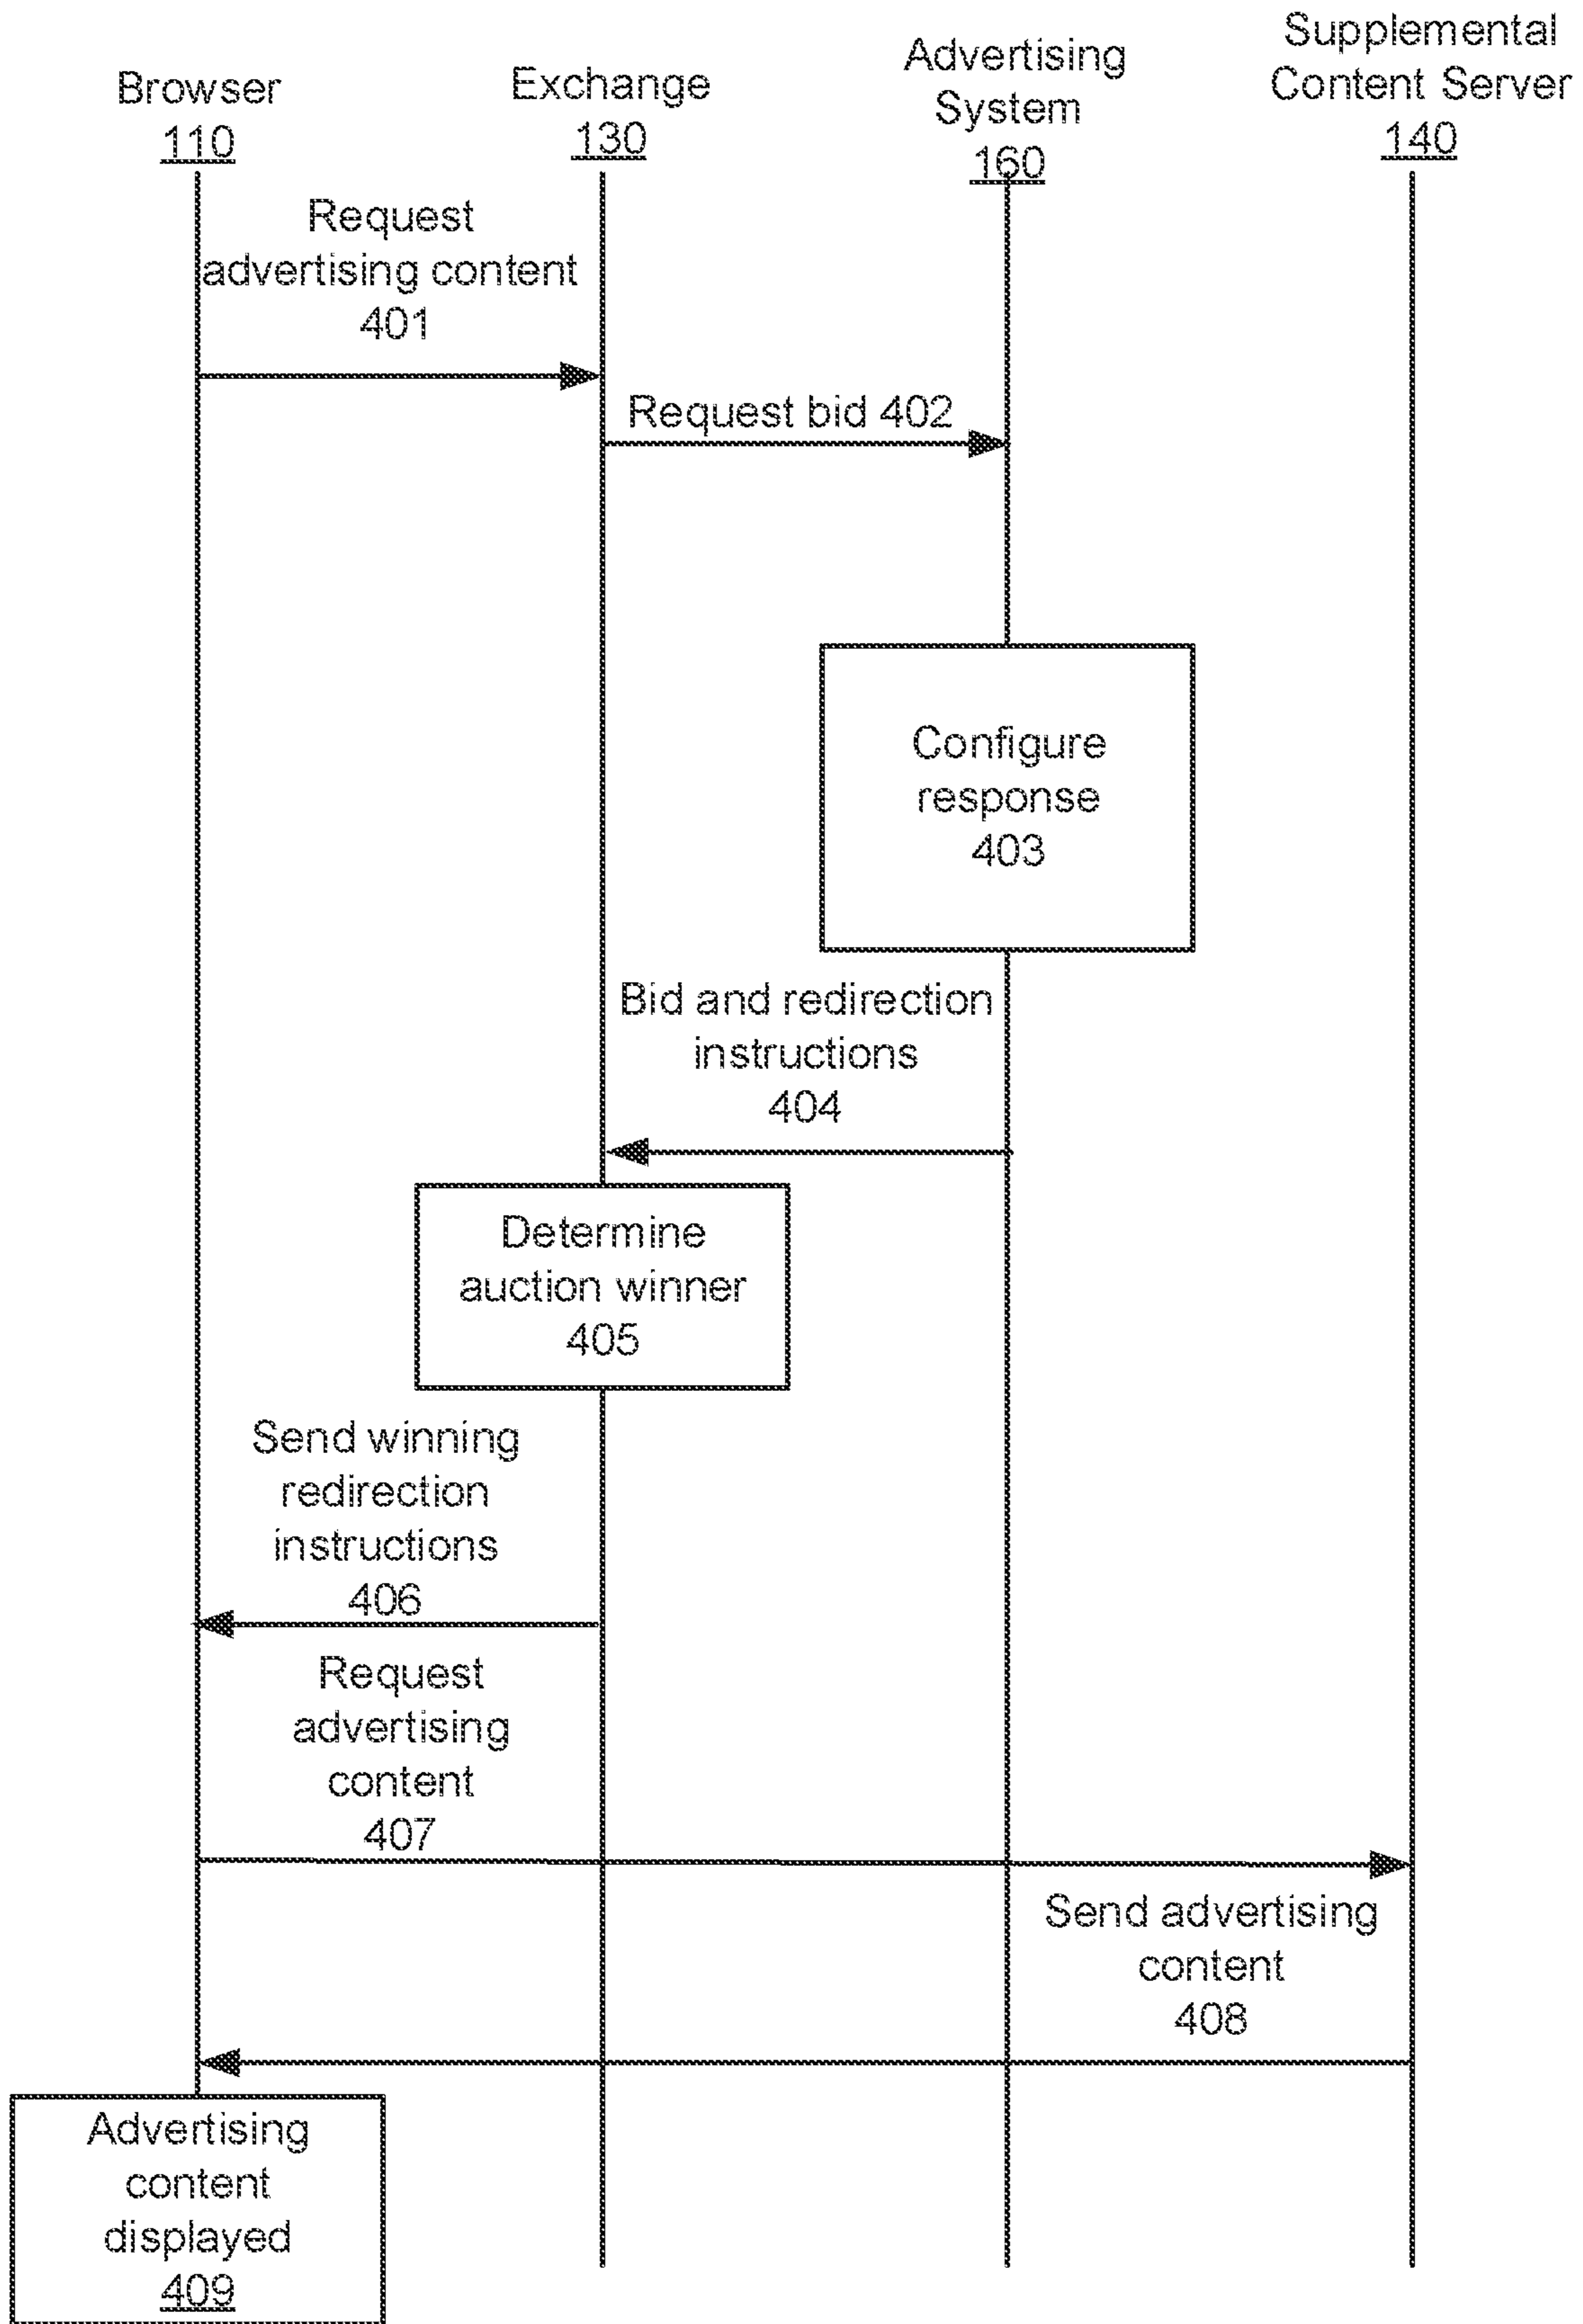 Browser
110
Exchange
130
Advertising
System
160
Supplemental
Content Server
140
Request
advertising content
401
Request bid 402
Configure
response
403
Bid and redirection
instructions
404
Determine
auction winner
405
Send winning
redirection
instructions
406
Request
advertising
content
407
Send advertising
content
408
Advertising
content
displayed
409